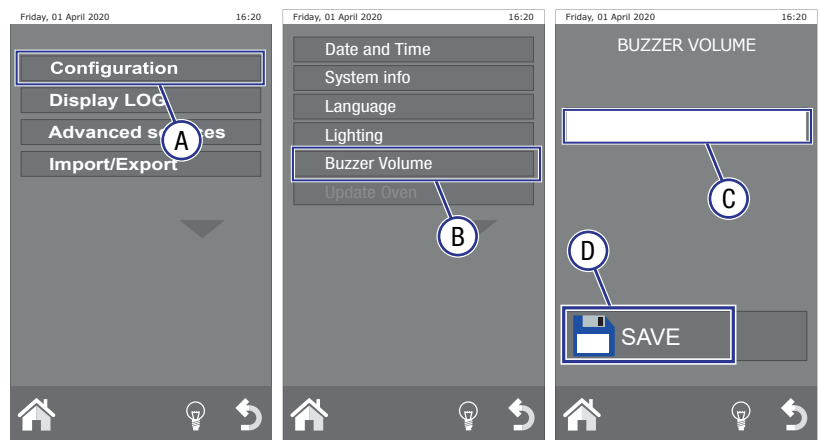 Friday, 01 April 2020 16:20
Configuration
Display LOG
Advanced
Import/Export
A
Friday, 01 April 2020 16:20
Date and Time
System info
Language
Lighting
Buzzer Volume
Update Oven
B
Friday, 01 April 2020 16:20
BUZZER VOLUME
C
D
SAVE